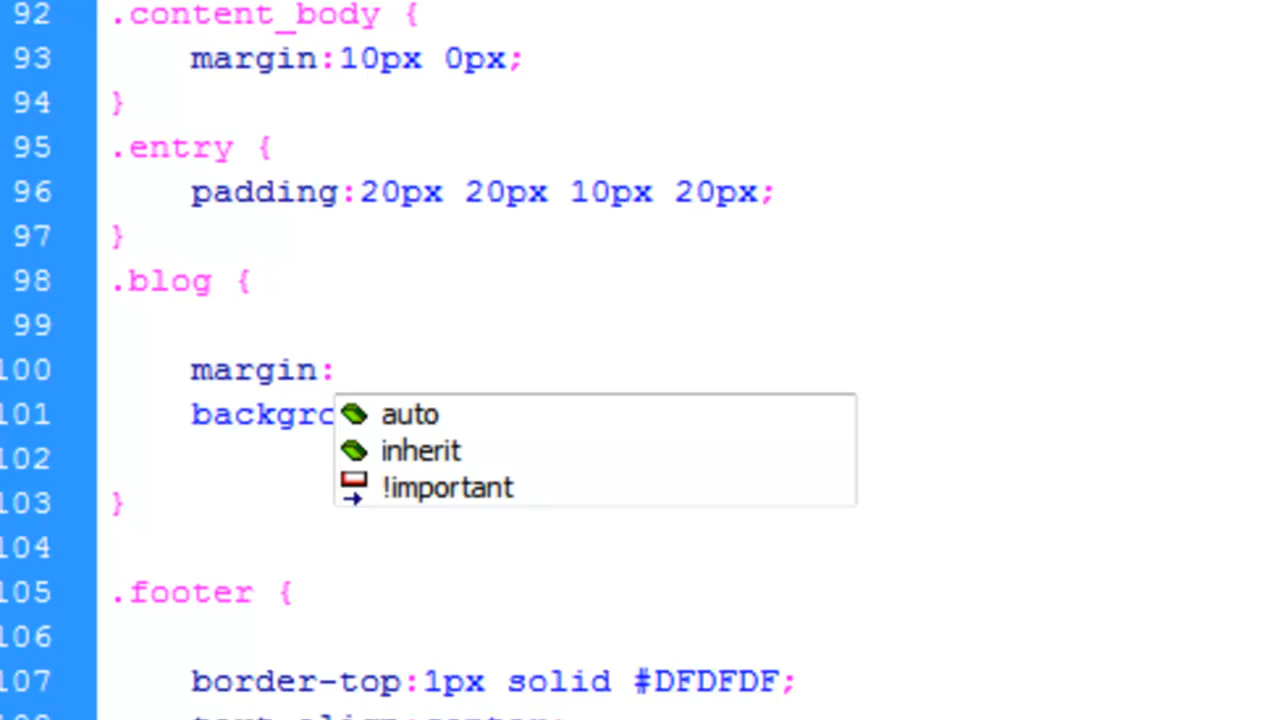 92 .content_body {
93 margin:10px 0px;
94 }
95 .entry {
96 padding:20px 20px 10px 20px;
97 }
98 .blog {
99
100 margin:
101 backgro
auto
inherit
!important
102
103 }
104
105 .footer {
106
107 border-top:1px solid #DFDFDF;